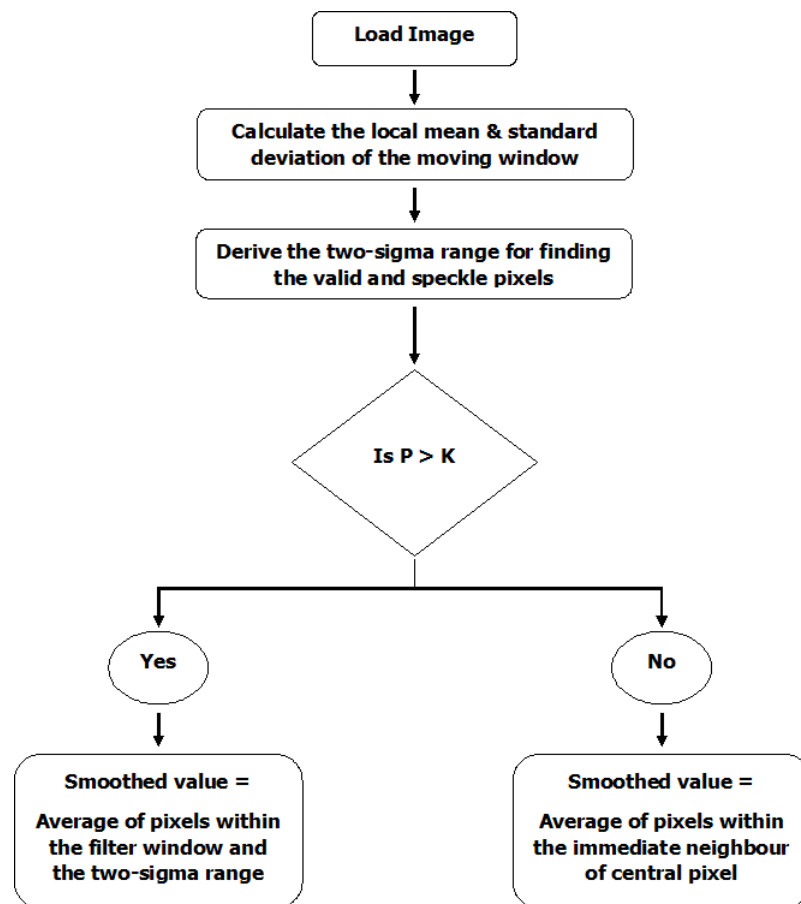 Load Image
Calculate the local mean & standard
deviation of the moving window
Derive the two-sigma range for finding
the valid and speckle pixels
Is P > K
Yes
No
Smoothed value =
Average of pixels within
the filter window and
the two-sigma range
Smoothed value =
Average of pixels within
the immediate neighbour
of central pixel